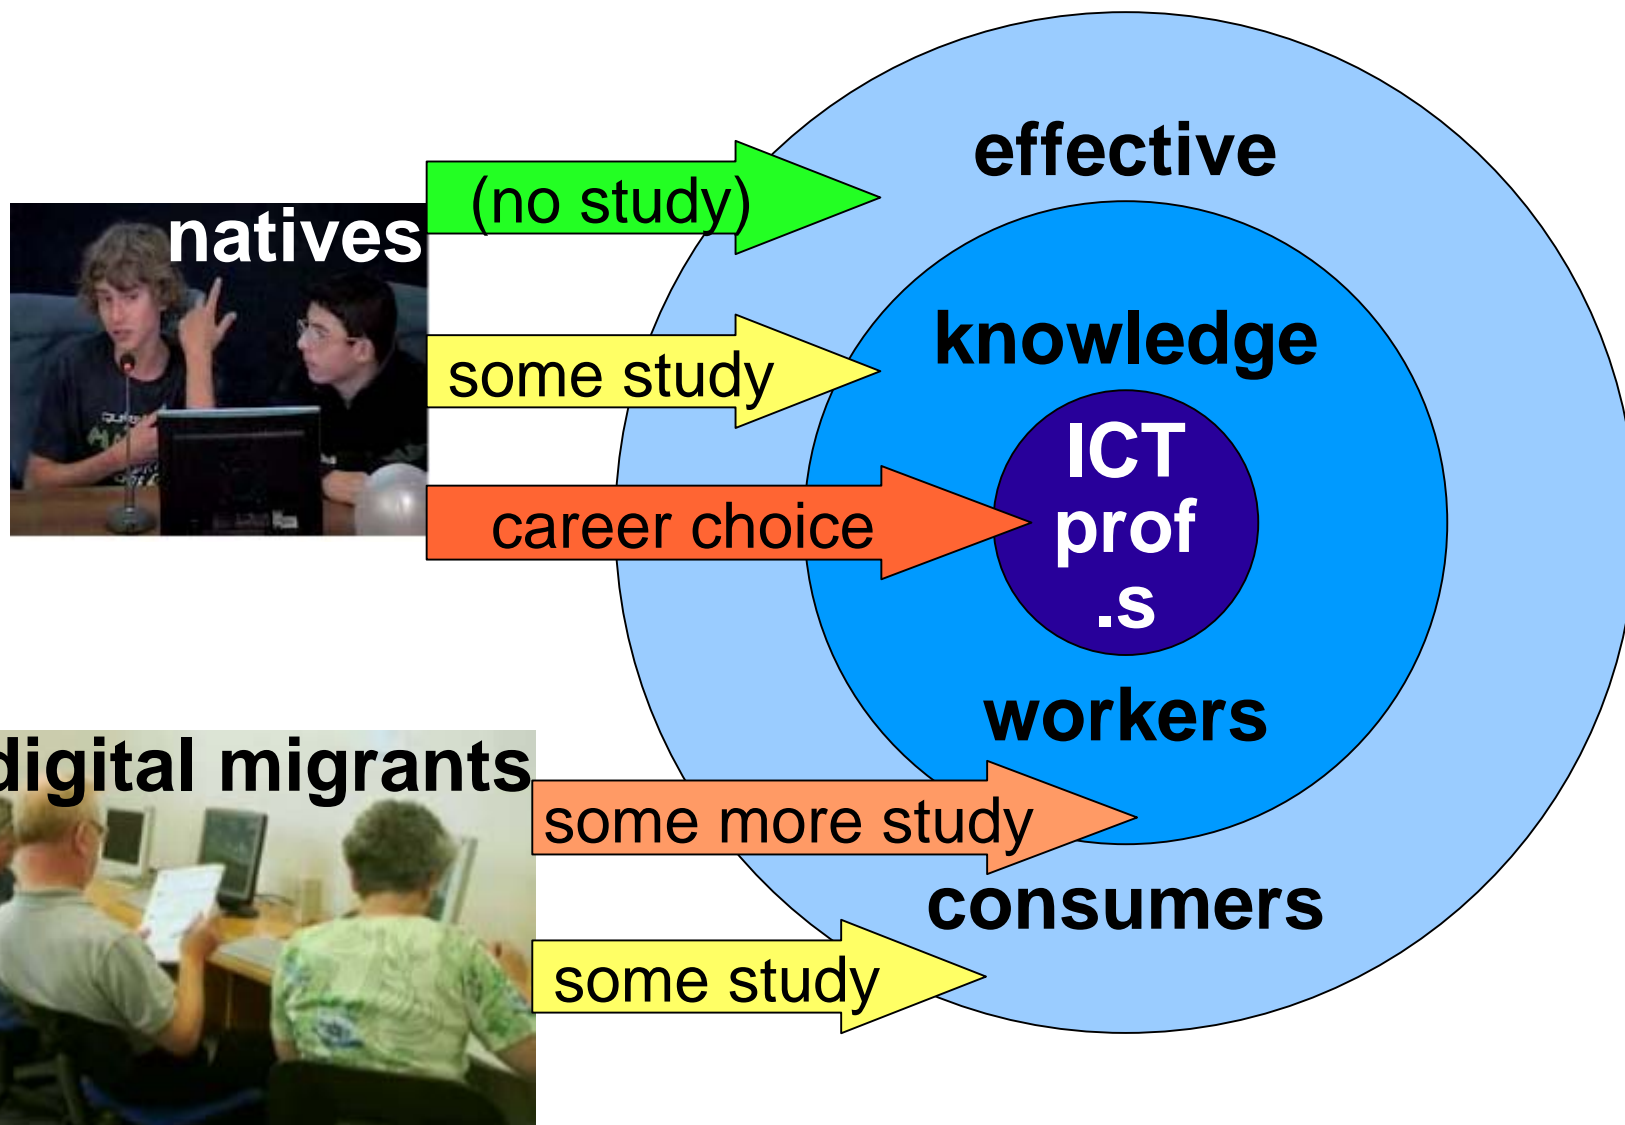 effective
(no study)
natives
knowledge
some study
ICT
prof
.s
career choice
workers
digital migrants
some more study
consumers
some study